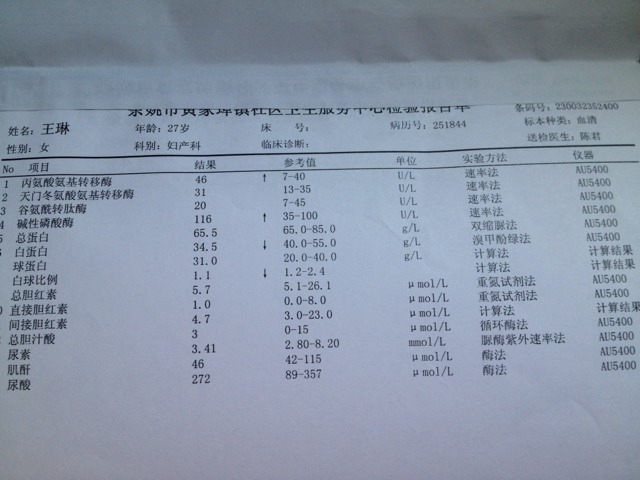 余姚市黄家埠镇社区卫生服务中心检验报告单
条码号: 230032352400
姓名: 王琳 年龄: 27岁 床 号: 病历号: 251844 标本种类: 血清
性别: 女 科别: 妇产科 临床诊断: 送检医生: 陈君
No 项目 结果 参考值 单位 实验方法 仪器
1 丙氨酸氨基转移酶 46 ↑ 7-40 U/L 速率法 AU5400
2 天门冬氨酸氨基转移酶 31 13-35 U/L 速率法 AU5400
3 谷氨酰转肽酶 20 7-45 U/L 速率法 AU5400
4 碱性磷酸酶 116 ↑ 35-100 U/L 速率法 AU5400
5 总蛋白 65.5 65.0-85.0 g/L 双缩脲法 AU5400
白蛋白 34.5 ↓ 40.0-55.0 g/L 溴甲酚绿法 AU5400
球蛋白 31.0 20.0-40.0 g/L 计算法 计算结果
白球比例 1.1 ↓ 1.2-2.4 计算法 计算结果
总胆红素 5.7 5.1-26.1 μmol/L 重氮试剂法 AU5400
直接胆红素 1.0 0.0-8.0 μmol/L 重氮试剂法 AU5400
间接胆红素 4.7 3.0-23.0 μmol/L 计算法 计算结果
总胆汁酸 3 0-15 μmol/L 循环酶法 AU5400
尿素 3.41 2.80-8.20 mmol/L 脲酶紫外速率法 AU5400
肌酐 46 42-115 μmol/L 酶法 AU5400
尿酸 272 89-357 μmol/L 酶法 AU5400